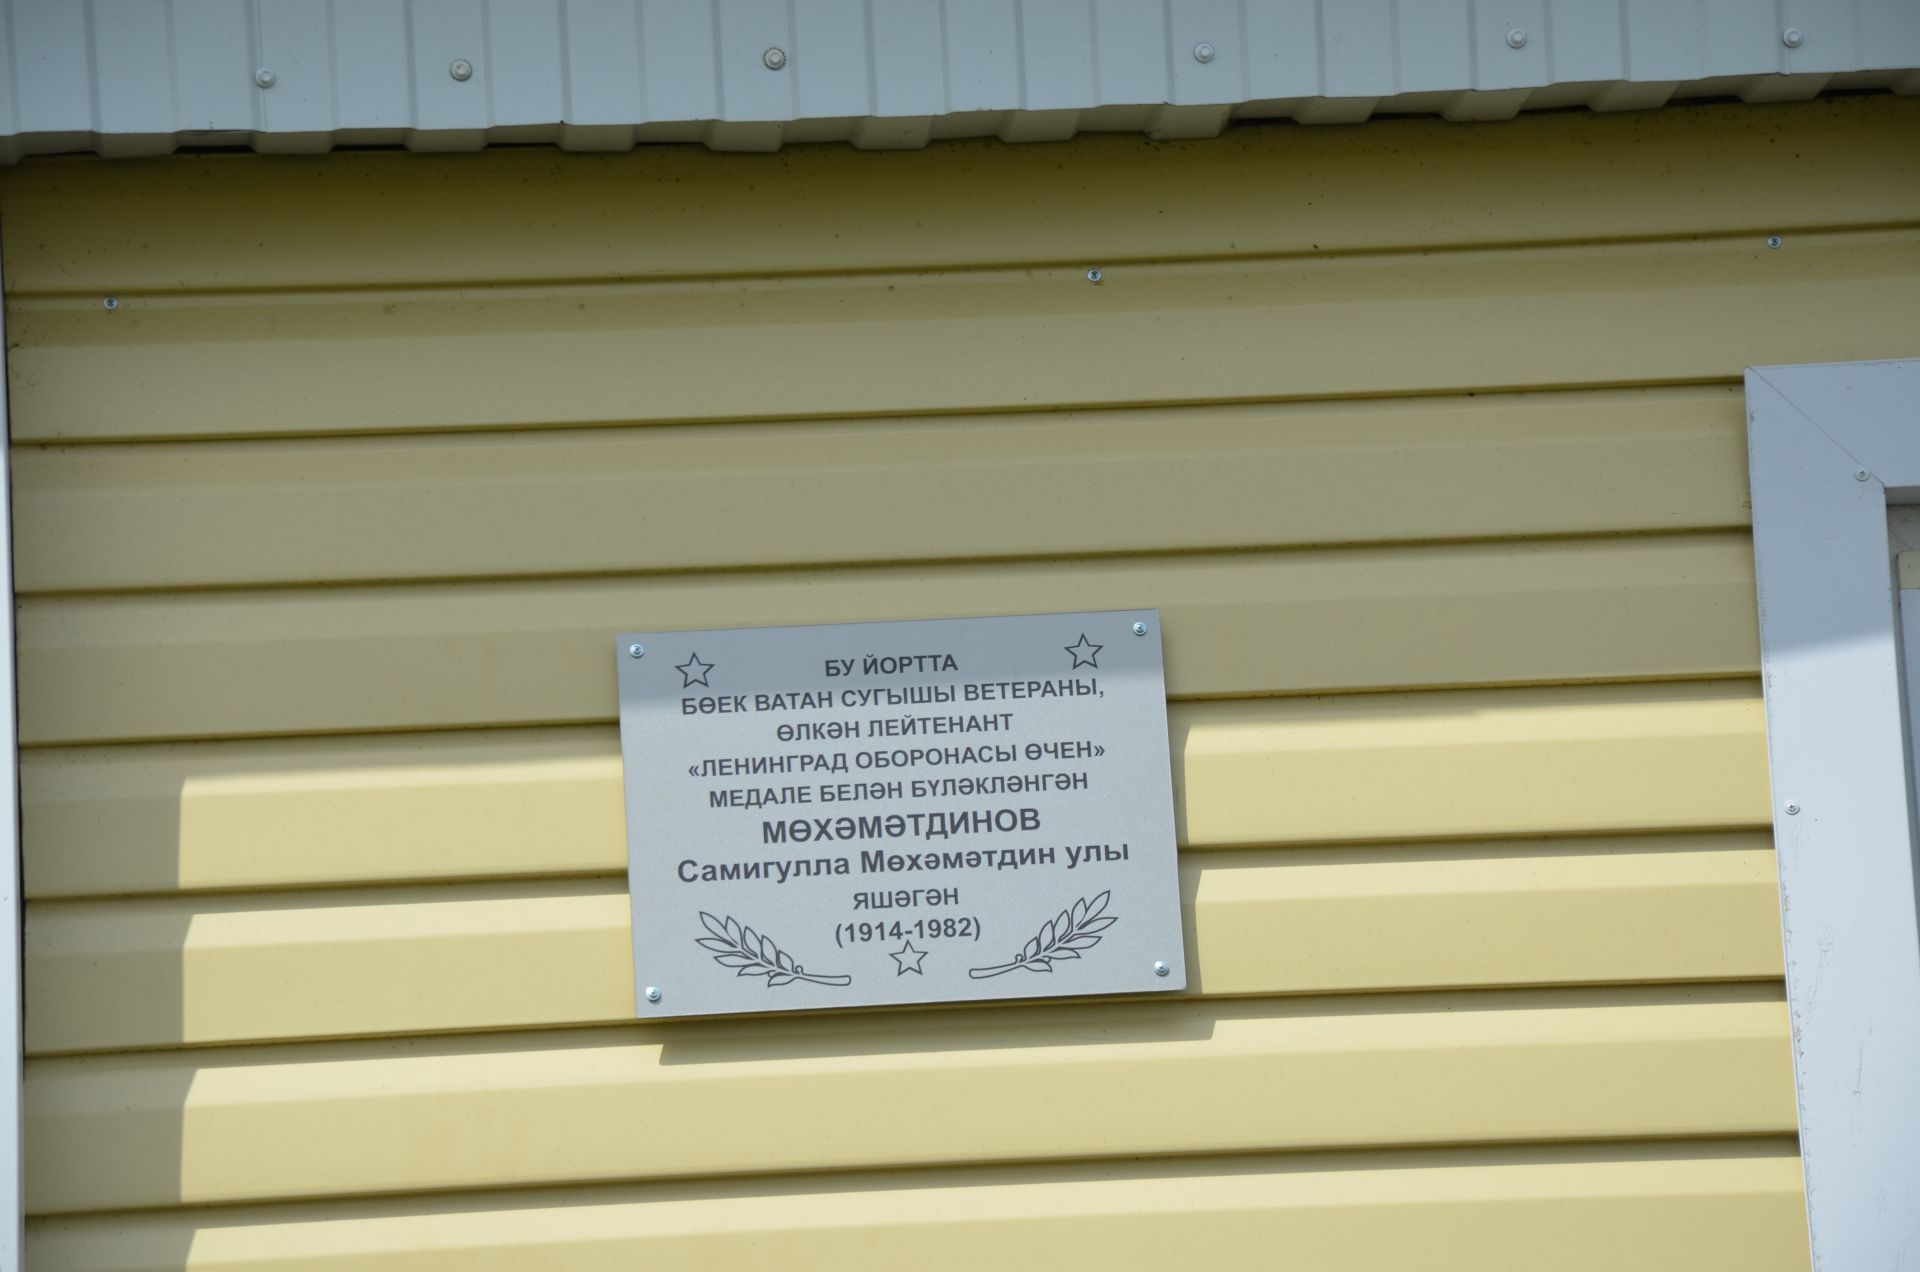 БУ ЙОРТТА
БӨЕК ВАТАН СУГЫШЫ ВЕТЕРАНЫ,
ӨЛКӘН ЛЕЙТЕНАНТ
«ЛЕНИНГРАД ОБОРОНАСЫ ӨЧЕН»
МЕДАЛЕ БЕЛӘН БҮЛӘКЛӘНГӘН
МӨХӘМӘТДИНОВ
Самигулла Мөхәмәтдин улы
ЯШӘГӘН
(1914-1982)